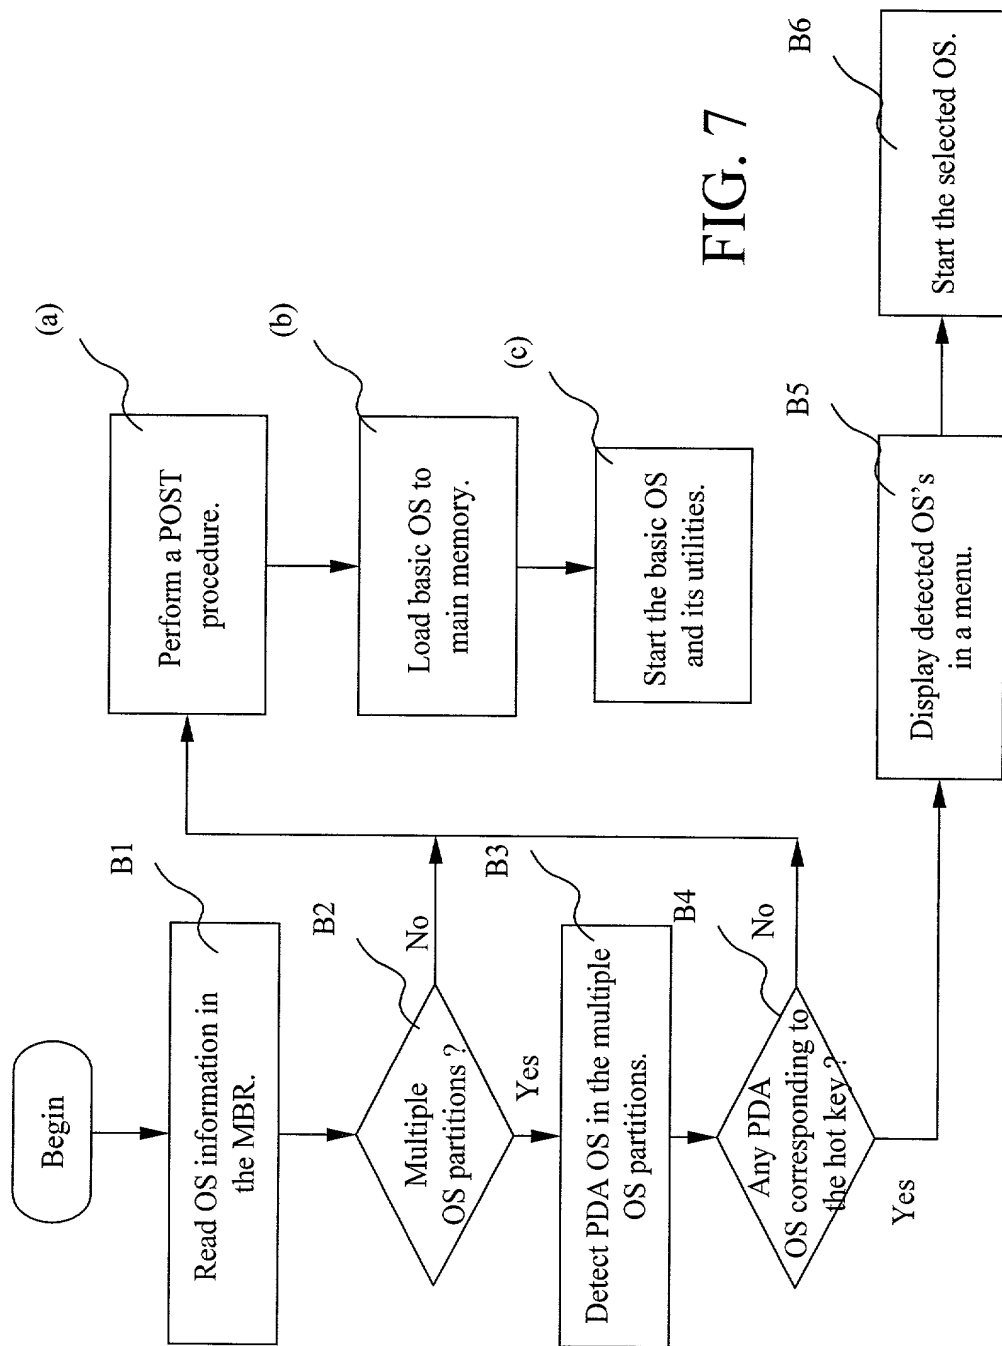 Begin
B1
Read OS information in
the MBR.
B2
Multiple
OS partitions ?
No
Yes
B3
Detect PDA OS in the multiple
OS partitions.
B4
Any PDA
OS corresponding to
the hot key ?
No
Yes
(a)
Perform a POST
procedure.
(b)
Load basic OS to
main memory.
(c)
Start the basic OS
and its utilities.
B5
Display detected OS's
in a menu.
B6
Start the selected OS.
FIG. 7